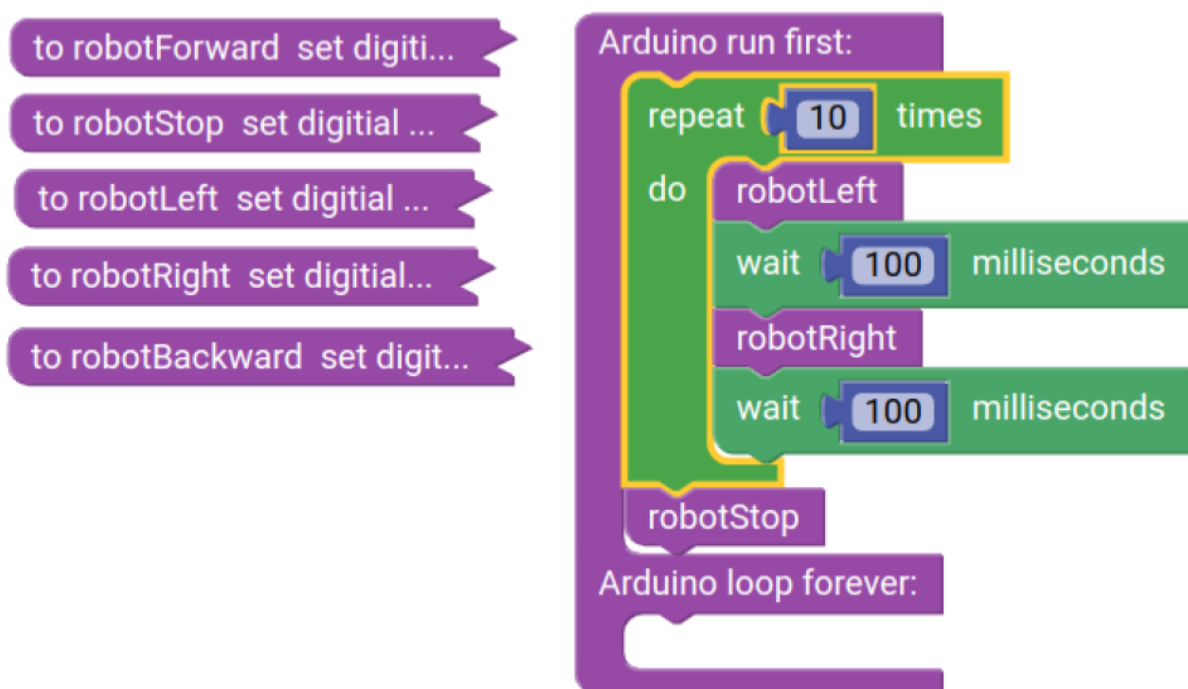 to robotForward set digiti...
to robotStop set digitial ...
to robotLeft set digitial ...
to robotRight set digitial...
to robotBackward set digit...
Arduino run first:
repeat 10 times
do robotLeft
wait 100 milliseconds
robotRight
wait 100 milliseconds
robotStop
Arduino loop forever: